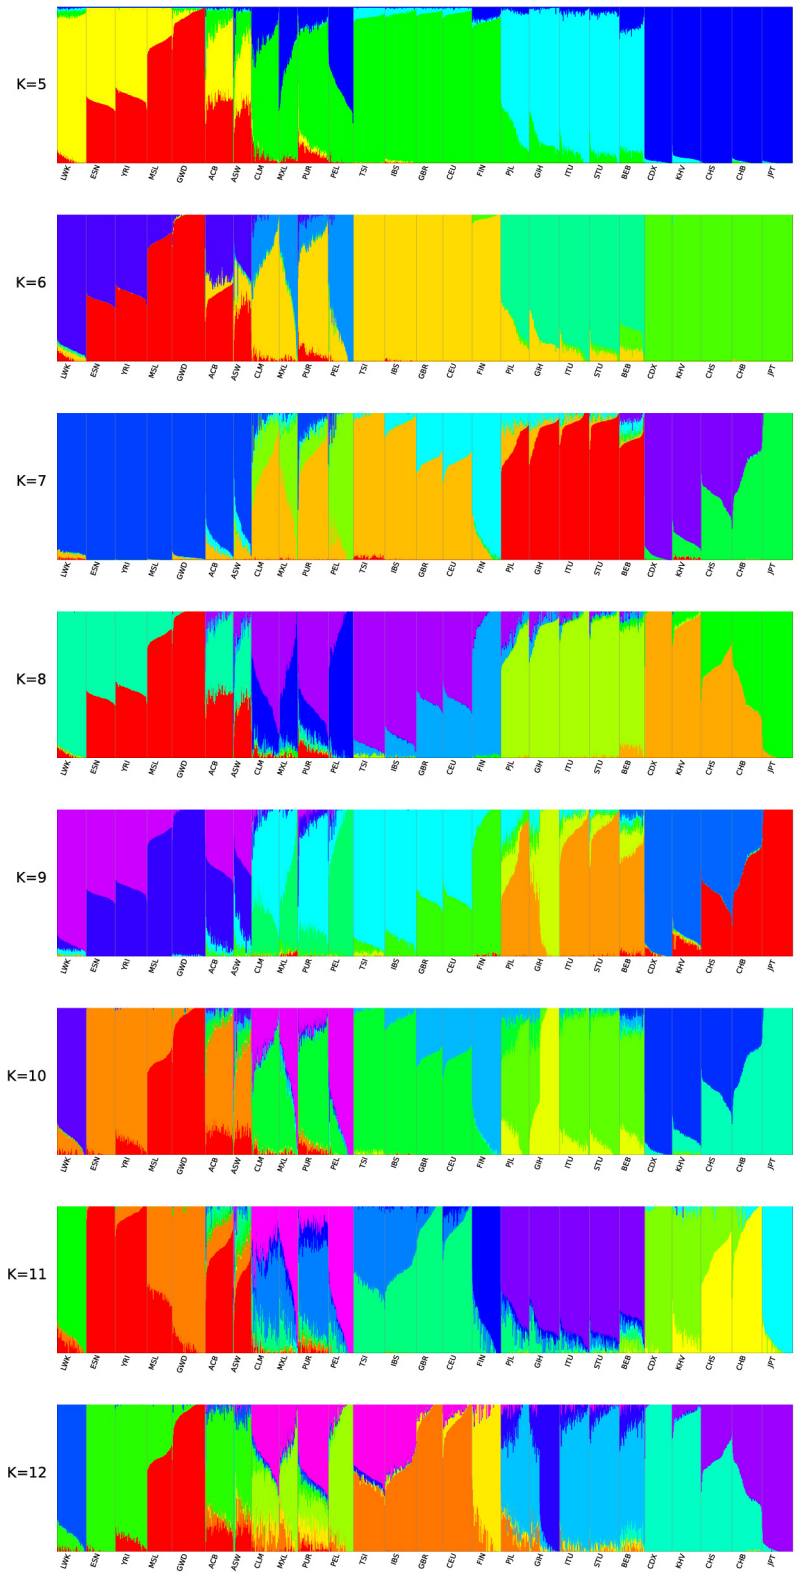 K=5
LWK ESN YRI MSL GWD ACB ASW CLM MXL PUR PEL TSI IBS GBR CEU FIN PJL GIH ITU STU BEB CDX KHV CHS CHB JPT
K=6
LWK ESN YRI MSL GWD ACB ASW CLM MXL PUR PEL TSI IBS GBR CEU FIN PJL GIH ITU STU BEB CDX KHV CHS CHB JPT
K=7
LWK ESN YRI MSL GWD ACB ASW CLM MXL PUR PEL TSI IBS GBR CEU FIN PJL GIH ITU STU BEB CDX KHV CHS CHB JPT
K=8
LWK ESN YRI MSL GWD ACB ASW CLM MXL PUR PEL TSI IBS GBR CEU FIN PJL GIH ITU STU BEB CDX KHV CHS CHB JPT
K=9
LWK ESN YRI MSL GWD ACB ASW CLM MXL PUR PEL TSI IBS GBR CEU FIN PJL GIH ITU STU BEB CDX KHV CHS CHB JPT
K=10
LWK ESN YRI MSL GWD ACB ASW CLM MXL PUR PEL TSI IBS GBR CEU FIN PJL GIH ITU STU BEB CDX KHV CHS CHB JPT
K=11
LWK ESN YRI MSL GWD ACB ASW CLM MXL PUR PEL TSI IBS GBR CEU FIN PJL GIH ITU STU BEB CDX KHV CHS CHB JPT
K=12
LWK ESN YRI MSL GWD ACB ASW CLM MXL PUR PEL TSI IBS GBR CEU FIN PJL GIH ITU STU BEB CDX KHV CHS CHB JPT